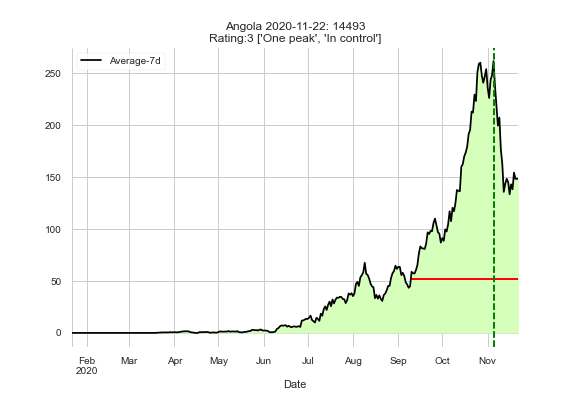 Angola 2020-11-22: 14493
Rating:3 ['One peak', 'In control']
Average-7d
250
200
150
100
50
0
Feb Mar Apr May Jun Jul Aug Sep Oct Nov
2020
Date